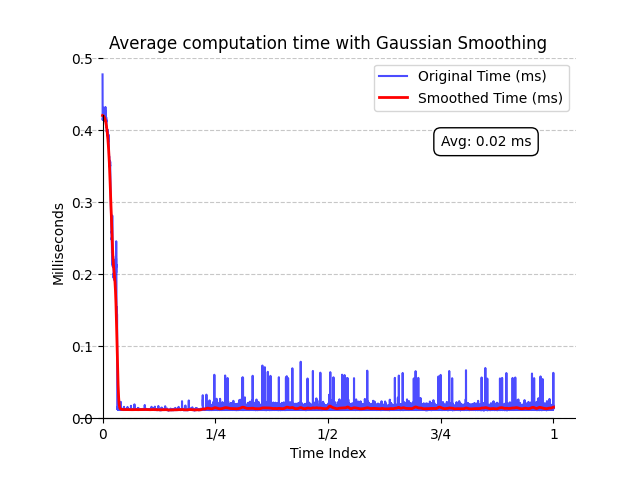 Average computation time with Gaussian Smoothing
Original Time (ms)
Smoothed Time (ms)
Avg: 0.02 ms
Milliseconds
0.5
0.4
0.3
0.2
0.1
0.0
0
1/4
1/2
3/4
1
Time Index